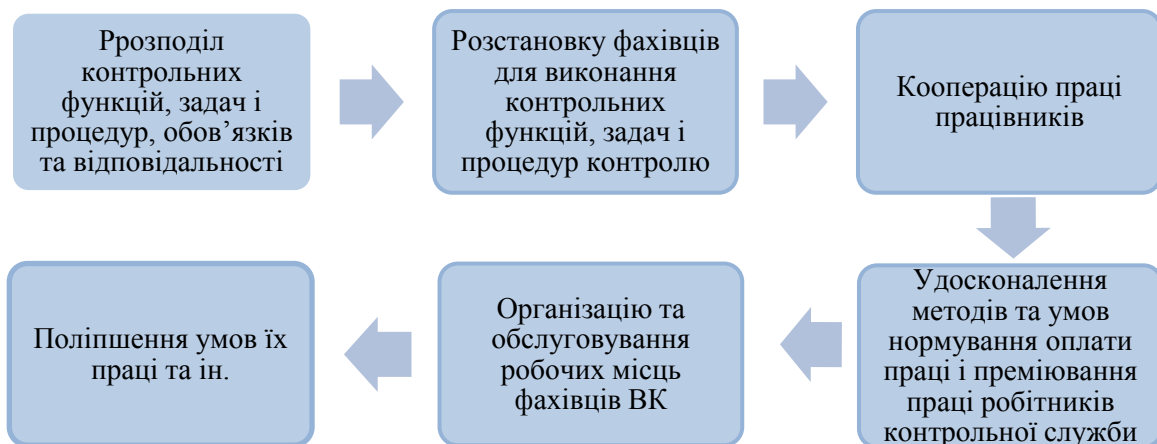 Ррозподіл
контрольних
функцій, задач і
процедур, обов’язків
та відповідальності
Розстановку фахівців
для виконання
контрольних
функцій, задач і
процедур контролю
Кооперацію праці
працівників
Удосконалення
методів та умов
нормування оплати
праці і преміювання
праці робітників
контрольної служби
Організацію та
обслуговування
робочих місць
фахівців ВК
Поліпшення умов їх
праці та ін.